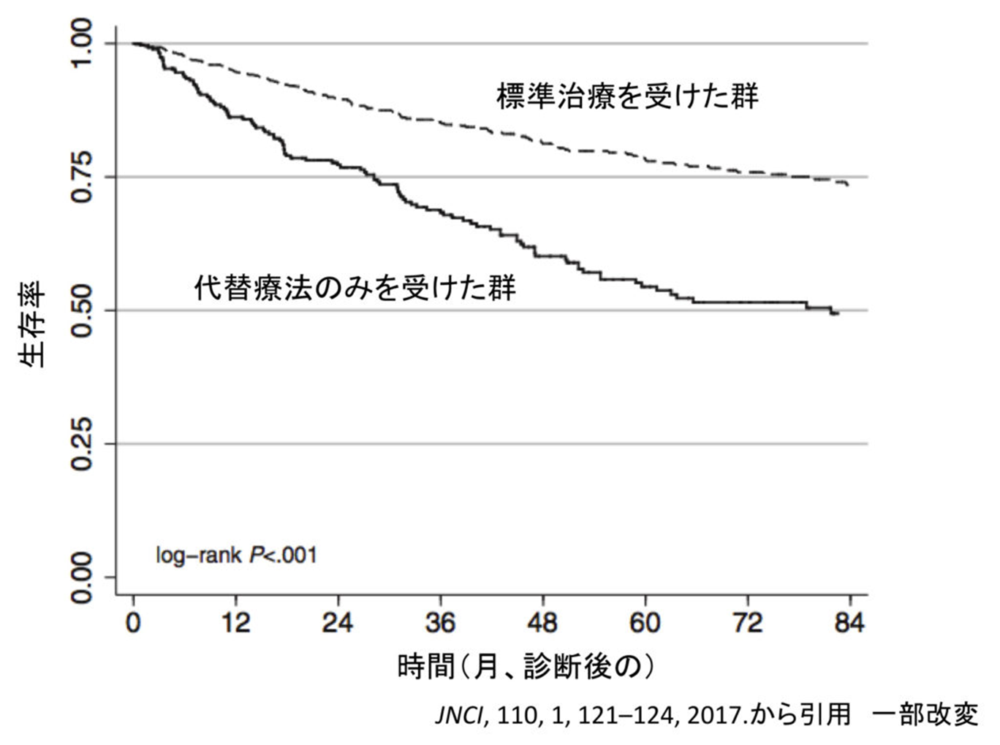 1.00
標準治療を受けた群
0.75
代替療法のみを受けた群
0.50
生存率
0.25
log–rank P<.001
0.00
0 12 24 36 48 60 72 84
時間（月、診断後の）
JNCI, 110, 1, 121–124, 2017.から引用　一部改変